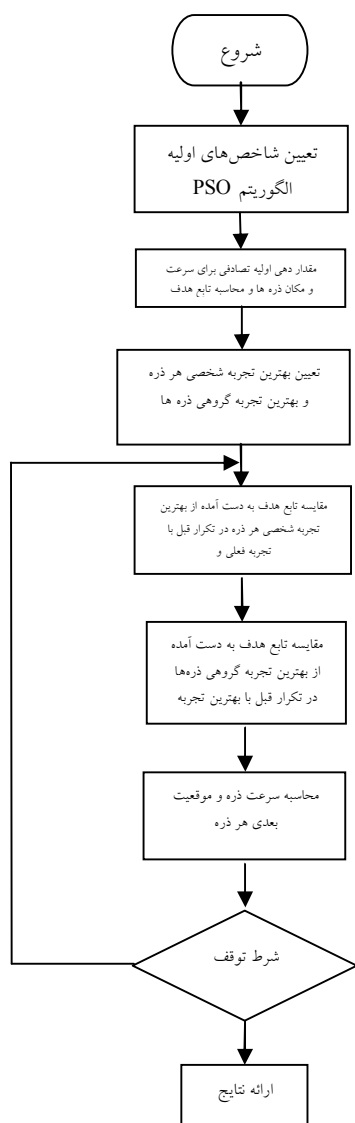 شروع
تعیین شاخص‌های اولیه
الگوریتم PSO
مقدار دهی اولیه تصادفی برای سرعت
و مکان ذره ها و محاسبه تابع هدف
تعیین بهترین تجربه شخصی هر ذره
و بهترین تجربه گروهی ذره ها
مقایسه تابع هدف به دست آمده از بهترین
تجربه شخصی هر ذره در تکرار قبل با
تجربه فعلی و
مقایسه تابع هدف به دست آمده
از بهترین تجربه گروهی ذره‌ها
در تکرار قبل با بهترین تجربه
محاسبه سرعت ذره و موقعیت
بعدی هر ذره
شرط توقف
ارائه نتایج